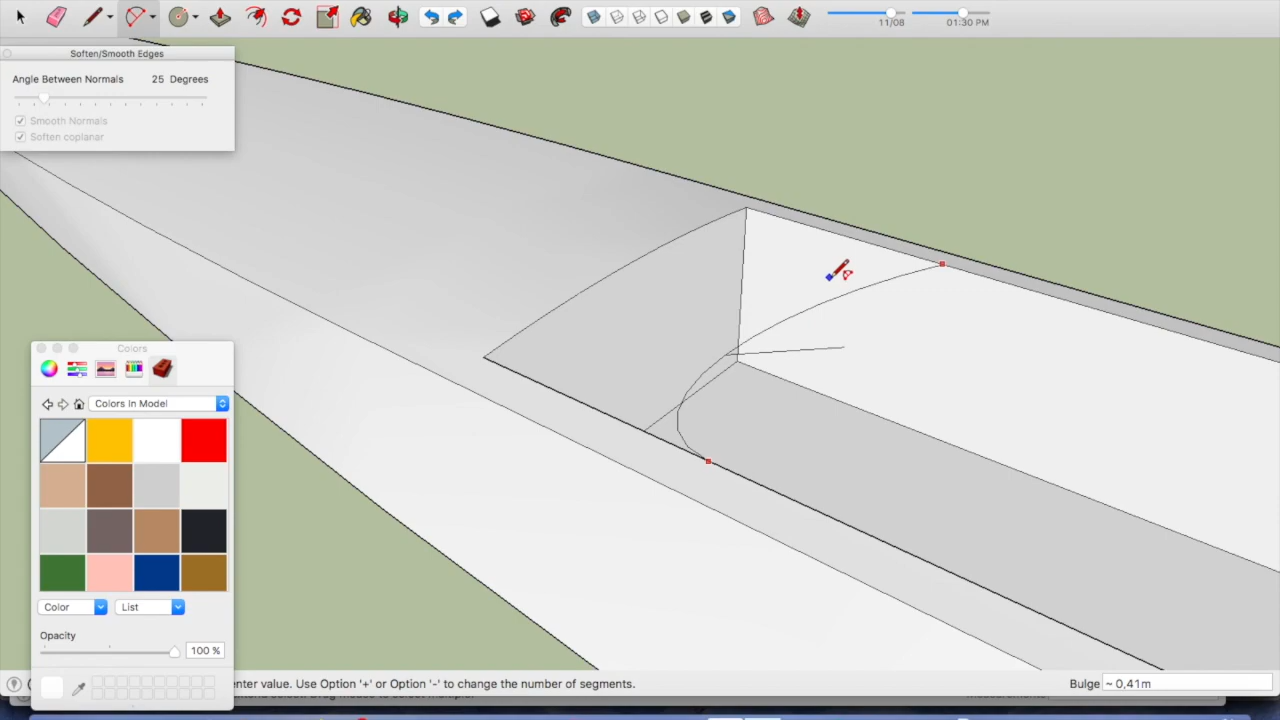 11/08
01:30 PM
Soften/Smooth Edges
Angle Between Normals 25 Degrees
Smooth Normals
Soften coplanar
Colors
Colors In Model
Color
List
Opacity
100 %
enter value. Use Option '+' or Option '-' to change the number of segments.
Bulge ~ 0,41m